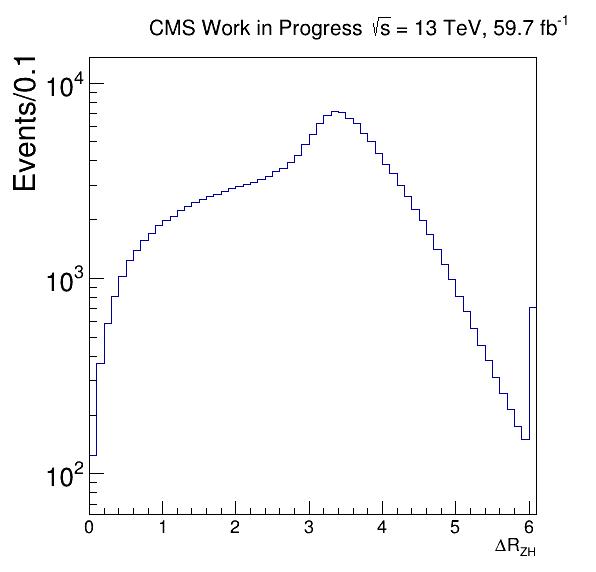 CMS Work in Progress √s = 13 TeV, 59.7 fb⁻¹
Events/0.1
10⁴
10³
10²
0 1 2 3 4 5 6
ΔR_ZH